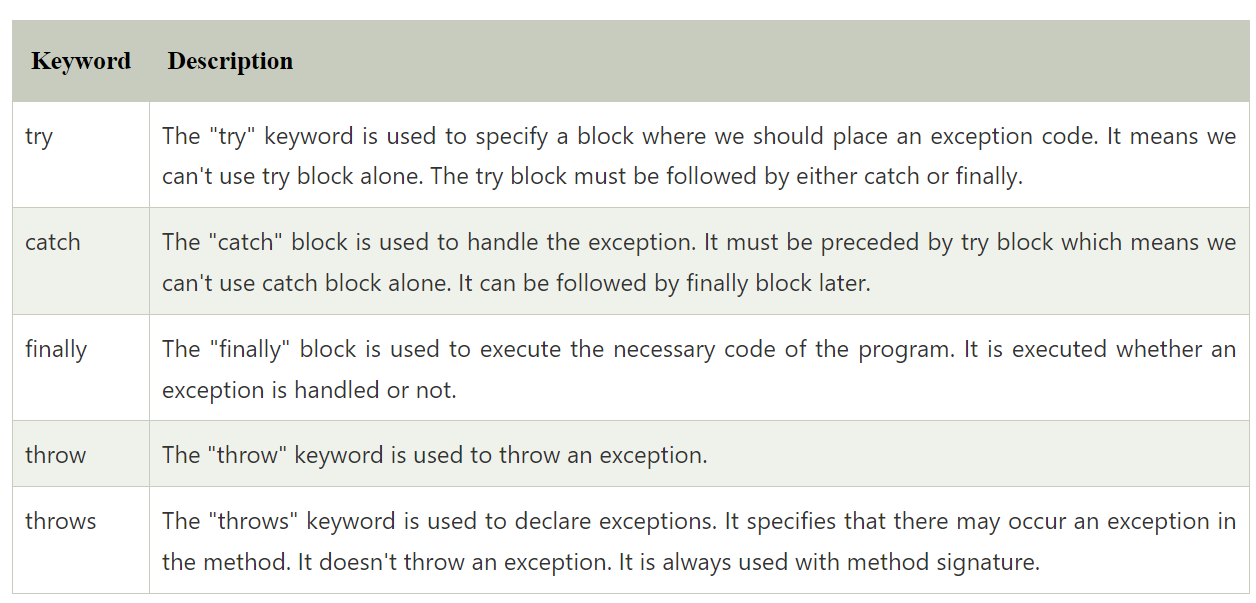 Keyword Description
try The "try" keyword is used to specify a block where we should place an exception code. It means we
can't use try block alone. The try block must be followed by either catch or finally.
catch The "catch" block is used to handle the exception. It must be preceded by try block which means we
can't use catch block alone. It can be followed by finally block later.
finally The "finally" block is used to execute the necessary code of the program. It is executed whether an
exception is handled or not.
throw The "throw" keyword is used to throw an exception.
throws The "throws" keyword is used to declare exceptions. It specifies that there may occur an exception in
the method. It doesn't throw an exception. It is always used with method signature.